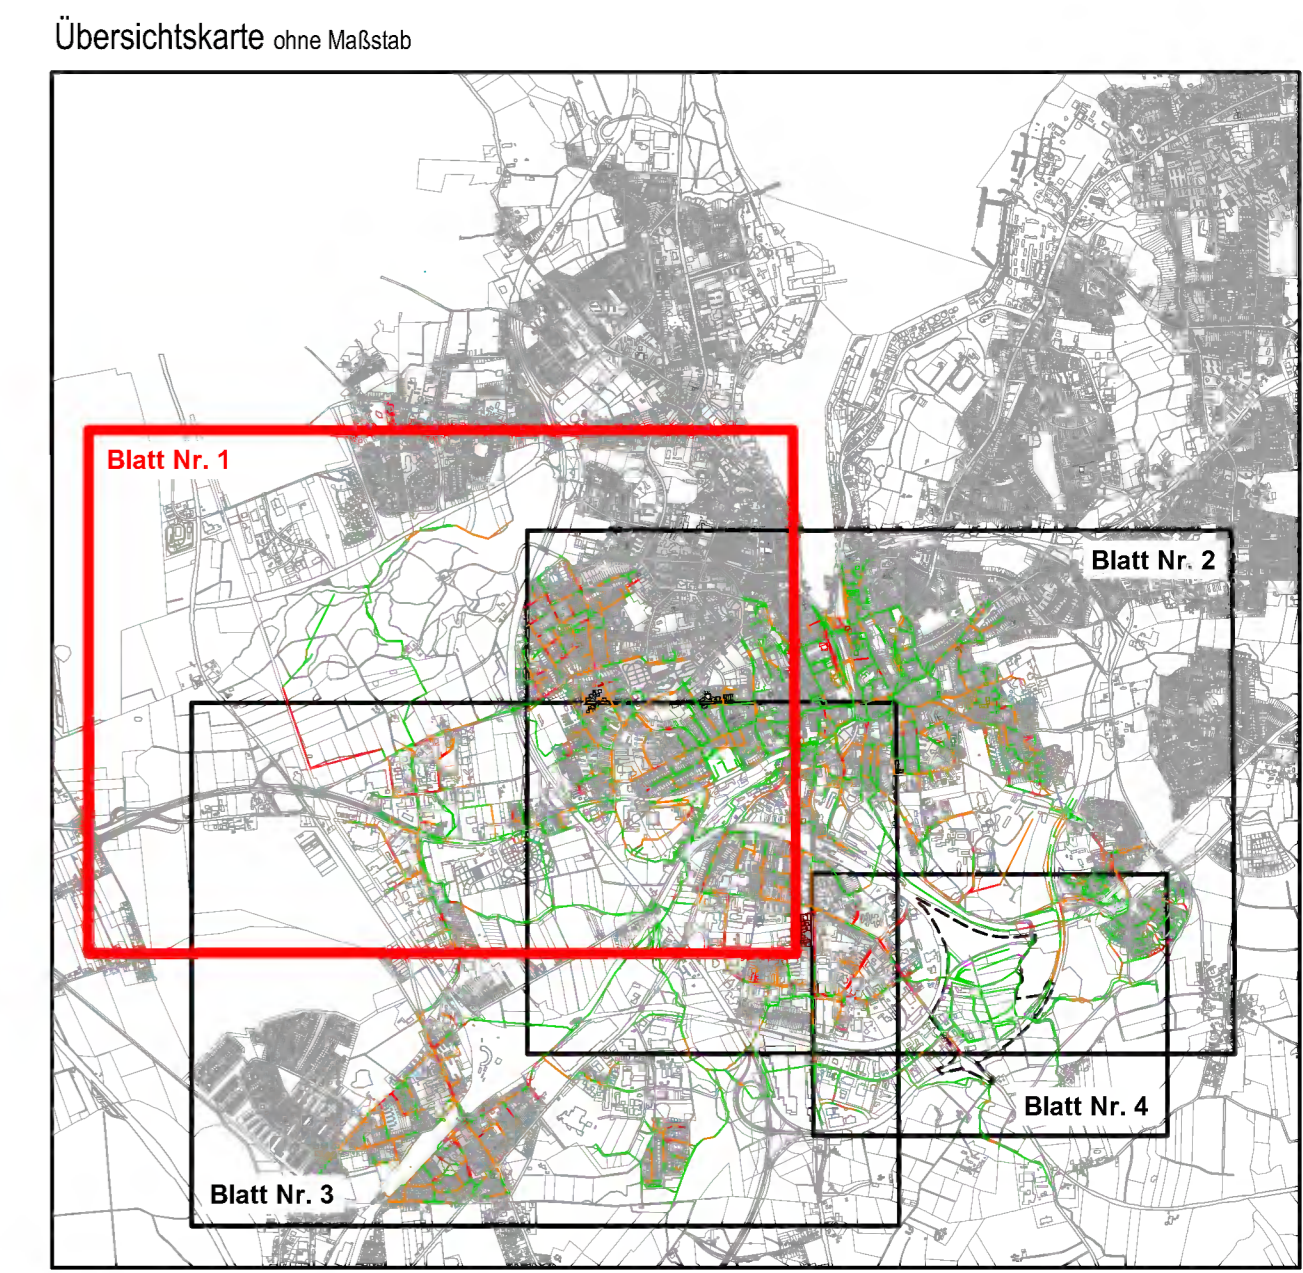 Übersichtskarte ohne Maßstab
Blatt Nr. 1
Blatt Nr. 2
Blatt Nr. 4
Blatt Nr. 3